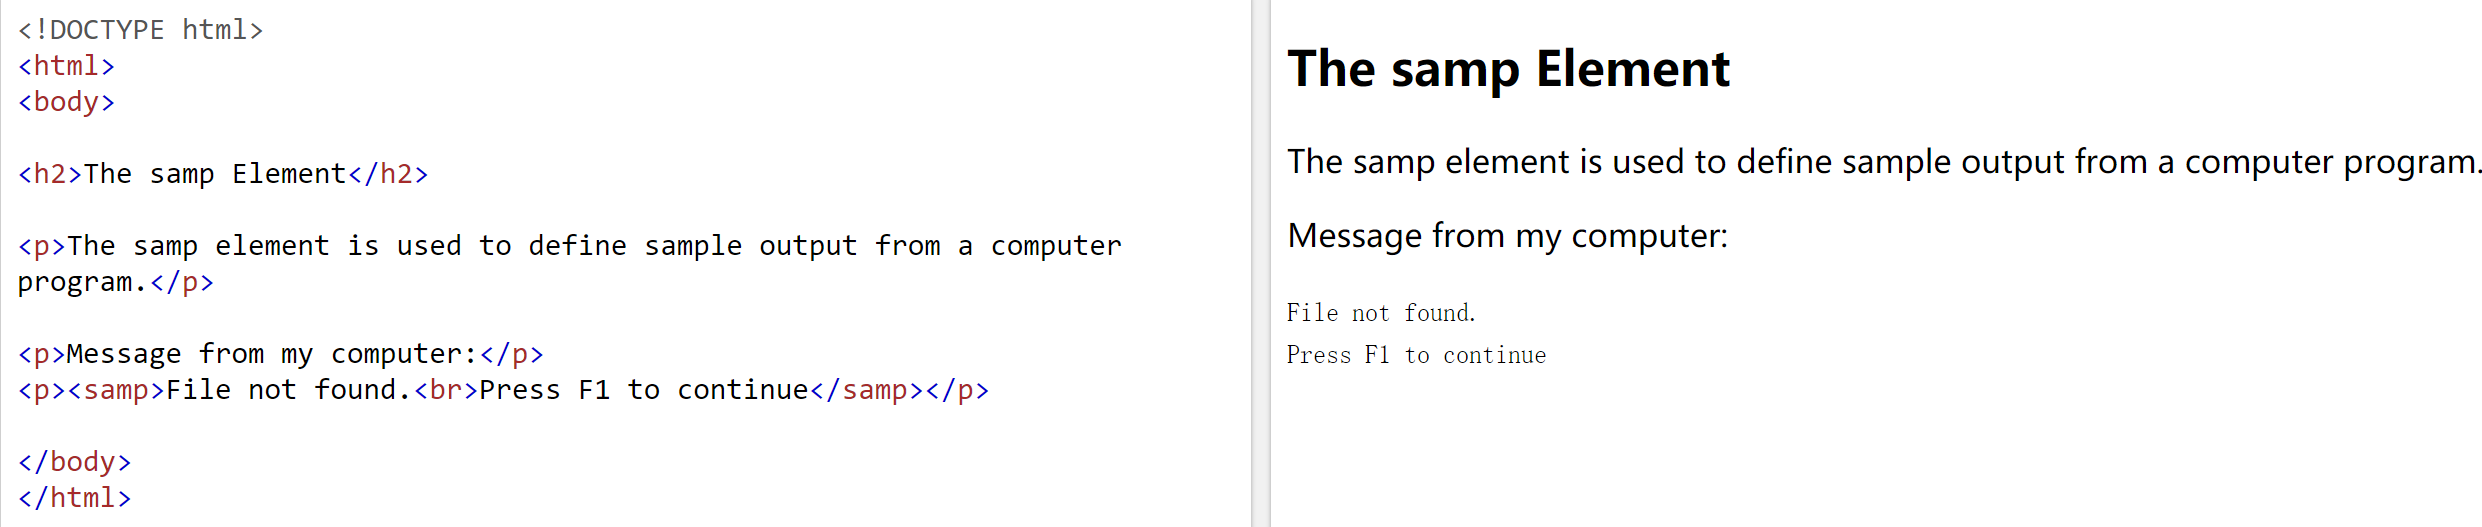 <!DOCTYPE html>
<html>
<body>
<h2>The samp Element</h2>
<p>The samp element is used to define sample output from a computer
program.</p>
<p>Message from my computer:</p>
<p><samp>File not found.<br>Press F1 to continue</samp></p>
</body>
</html>
The samp Element
The samp element is used to define sample output from a computer program.
Message from my computer:
File not found.
Press F1 to continue